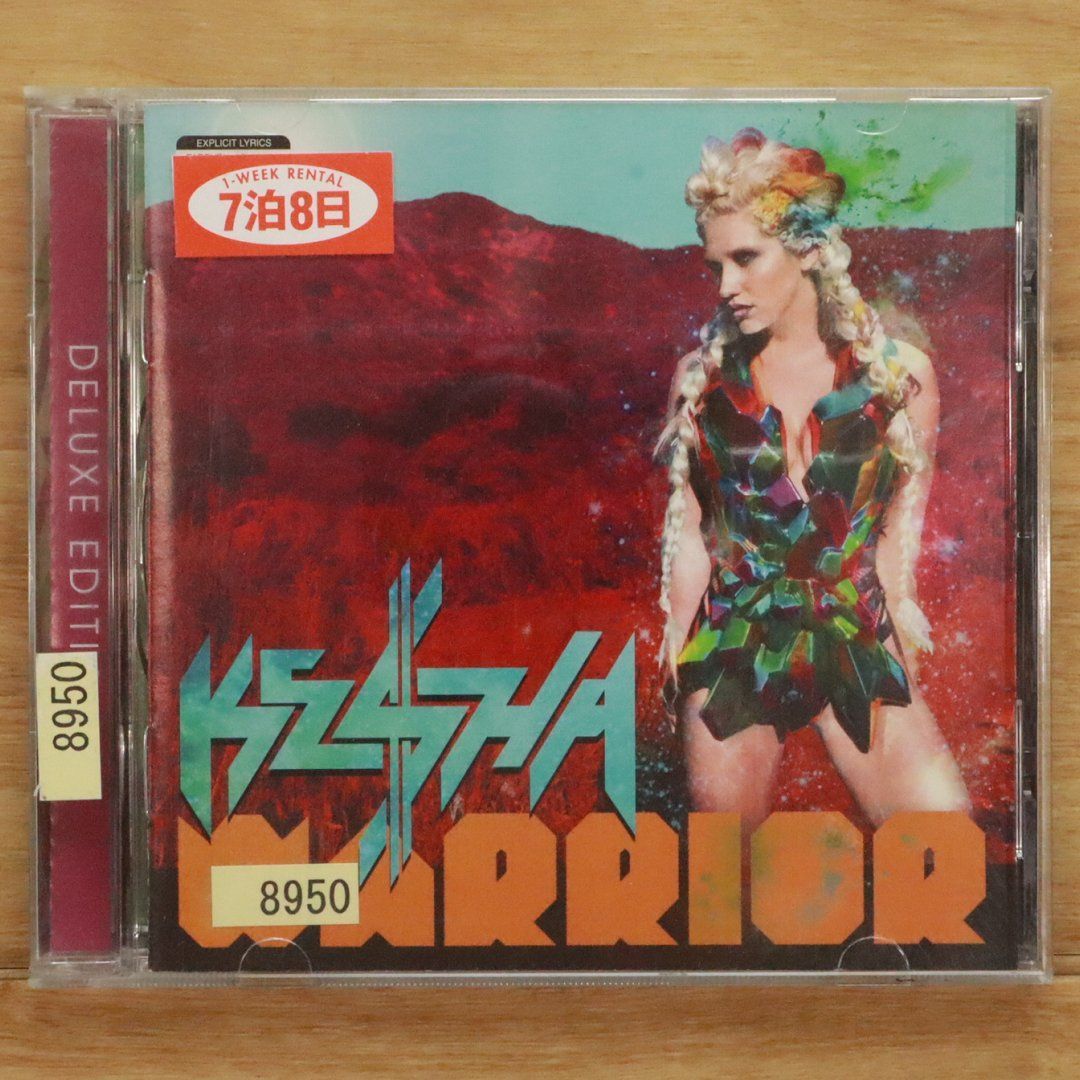 EXPLICIT LYRICS
1-WEEK RENTAL
7泊8日
DELUXE EDITI
8950
KE$HA
WARRIOR
8950